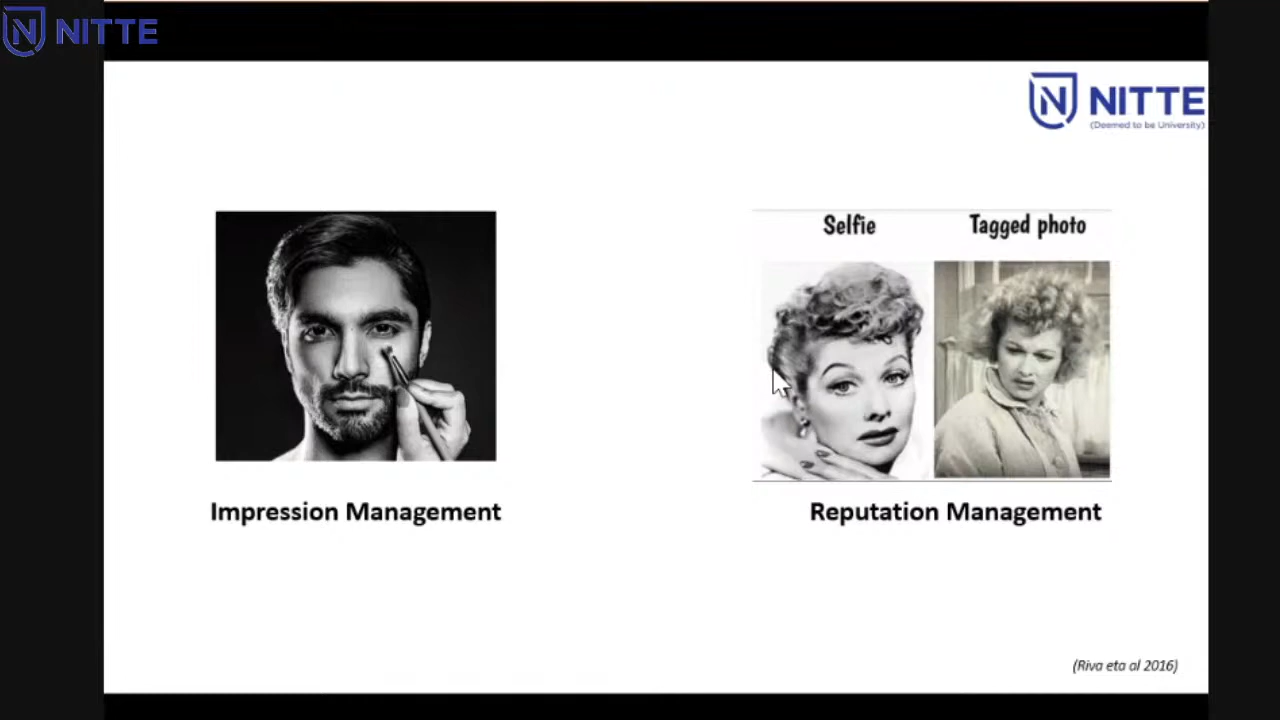 NITTE
NITTE
(Deemed to be University)
Selfie
Tagged photo
Impression Management
Reputation Management
(Riva eta al 2016)